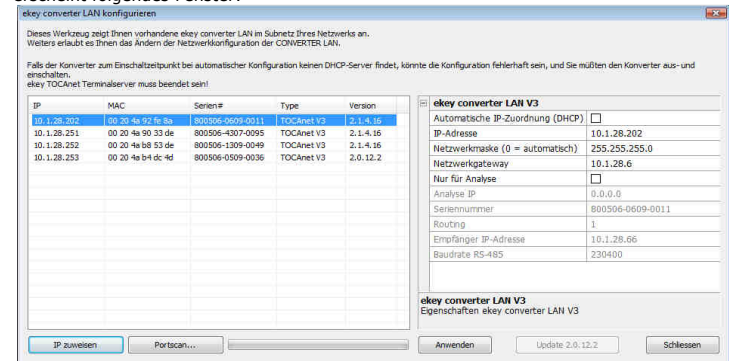 ekey converter LAN konfigurieren
Dieses Werkzeug zeigt Ihnen vorhandene ekey converter LAN im Subnetz Ihres Netzwerks an.
Weiters erlaubt es Ihnen das Ändern der Netzwerkkonfiguration der CONVERTER LAN.
Falls der Konverter zum Einschaltzeitpunkt bei automatischer Konfiguration keinen DHCP-Server findet, könnte die Konfiguration fehlerhaft sein, und Sie müßten den Konverter aus- und
einschalten.
ekey TOCAnet Terminalserver muss beendet sein!
IP MAC Serien# Type Version
10.1.28.202 00 20 4a 92 fe 8a 800506-0609-0011 TOCAnet V3 2.1.4.16
10.1.28.251 00 20 4a 90 33 de 800506-4307-0095 TOCAnet V3 2.1.4.16
10.1.28.252 00 20 4a b8 53 de 800506-1309-0049 TOCAnet V3 2.1.4.16
10.1.28.253 00 20 4a b4 dc 4d 800506-0509-0036 TOCAnet V3 2.0.12.2
ekey converter LAN V3
Automatische IP-Zuordnung (DHCP)
IP-Adresse 10.1.28.202
Netzwerkmaske (0 = automatisch) 255.255.255.0
Netzwerkgateway 10.1.28.6
Nur für Analyse
Analyse IP 0.0.0.0
Seriennummer 800506-0609-0011
Routing 1
Empfänger IP-Adresse 10.1.28.66
Baudrate RS-485 230400
ekey converter LAN V3
Eigenschaften ekey converter LAN V3
IP zuweisen Portscan... Anwenden Update 2.0.12.2 Schliessen